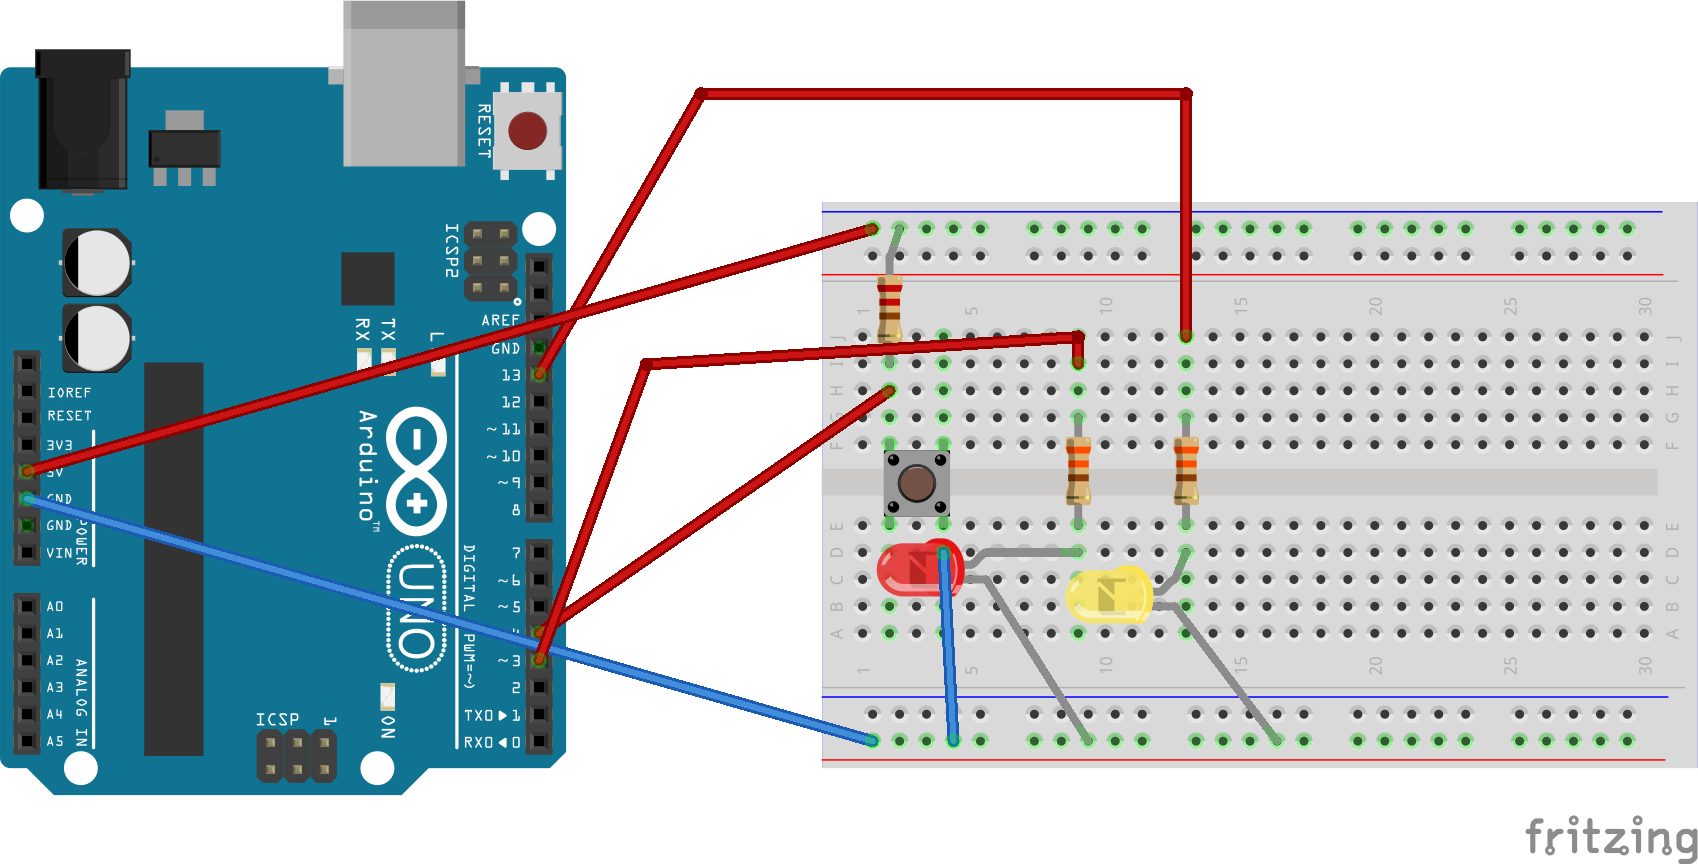 RESET
ICSP2
AREF
GND
13
12
~11
~10
~9
8
7
~6
~5
~3
2
TX0▶1
RX0◀0
RX
TX
L
IOREF
RESET
3V3
5V
GND
GND
VIN
POWER
A0
A1
A2
A3
A4
A5
ANALOG IN
Arduino™
UNO
DIGITAL (PWM=~)
ICSP
1
ON
1 5 10 15 20 25 30
J J
I I
H H
G G
F F
E E
D D
C C
B B
A A
1 5 10 15 20 25 30
fritzing